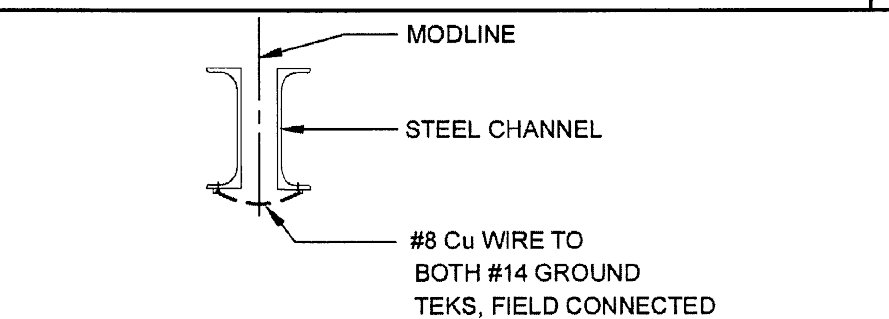 MODLINE
STEEL CHANNEL
#8 Cu WIRE TO
BOTH #14 GROUND
TEKS, FIELD CONNECTED